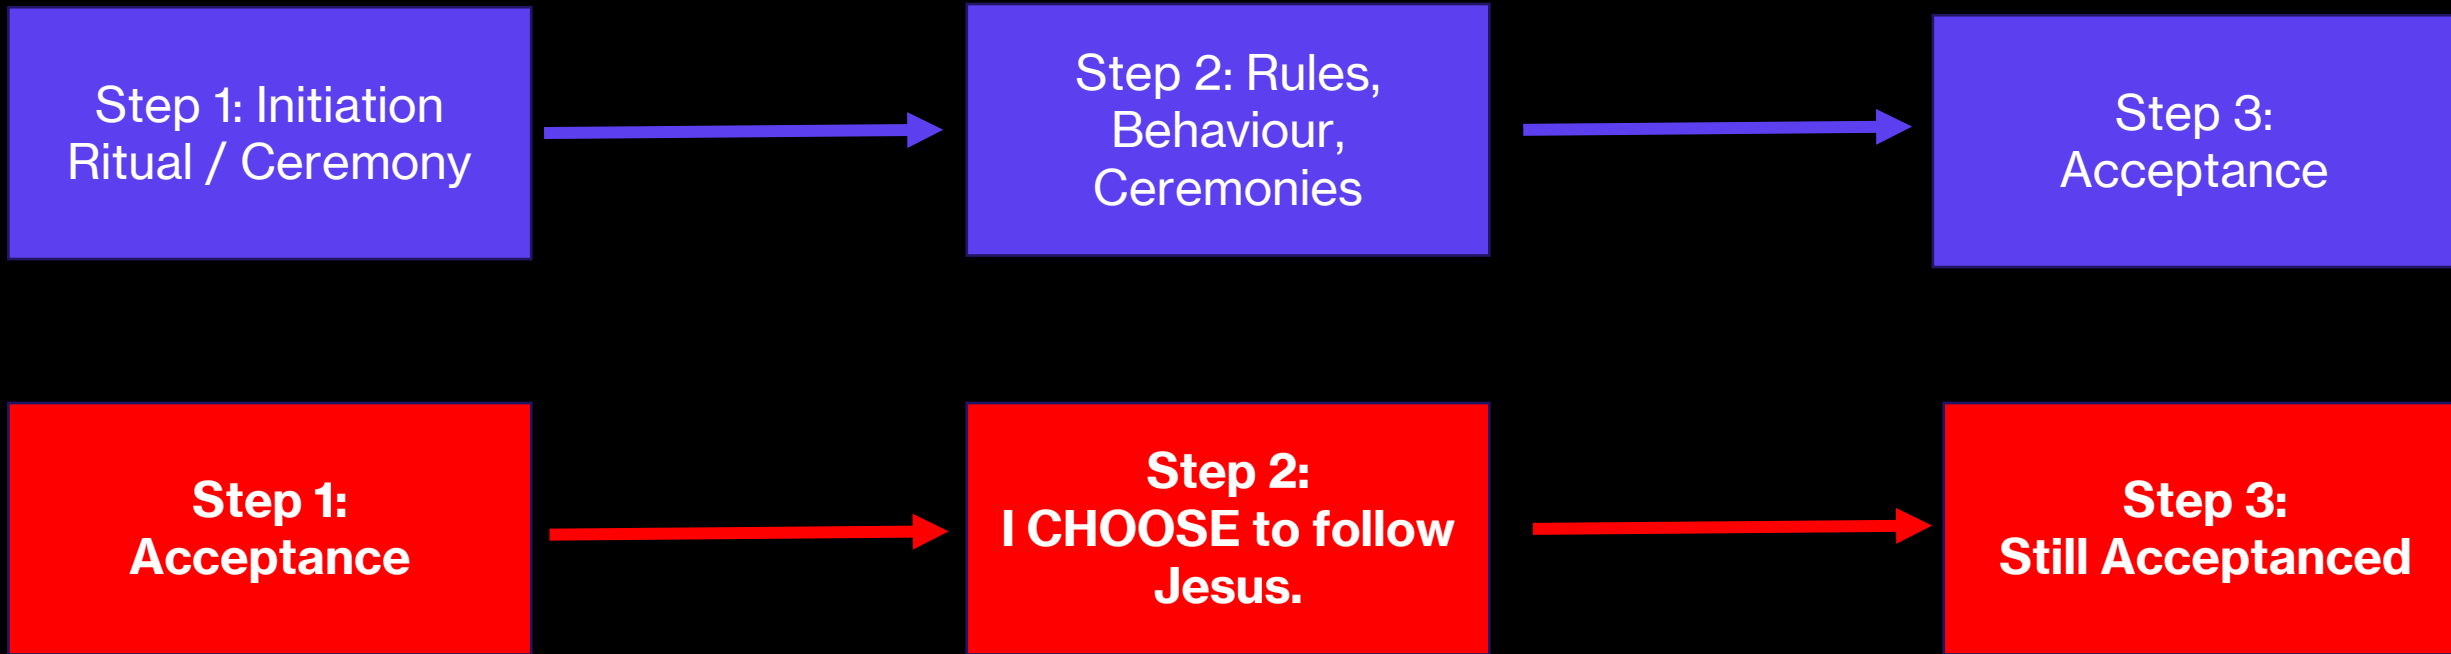 Step 1: Initiation
Ritual / Ceremony
Step 2: Rules,
Behaviour,
Ceremonies
Step 3:
Acceptance
Step 1:
Acceptance
Step 2:
I CHOOSE to follow
Jesus.
Step 3:
Still Acceptanced